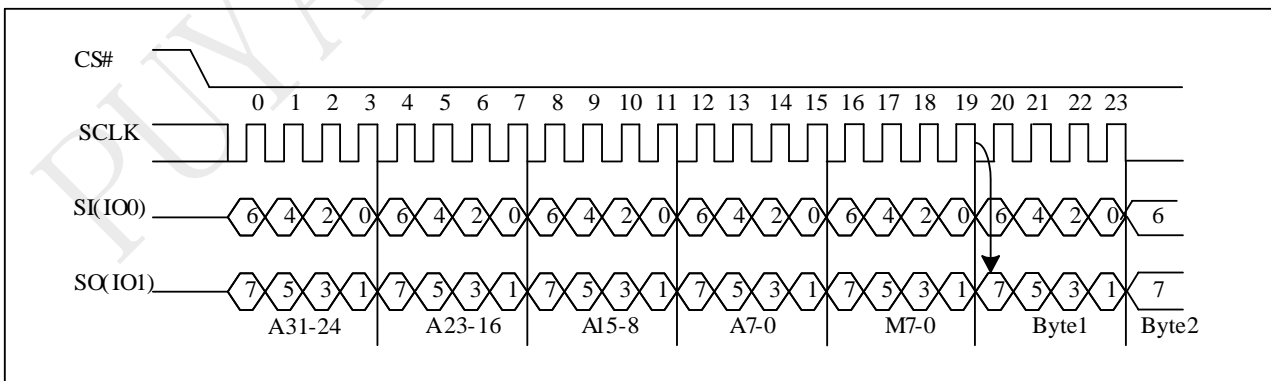 PUYA
CS#
0 1 2 3 4 5 6 7 8 9 10 11 12 13 14 15 16 17 18 19 20 21 22 23
SCLK
SI(IO0) 6 4 2 0 6 4 2 0 6 4 2 0 6 4 2 0 6 4 2 0 6 4 2 0 6
SO(IO1) 7 5 3 1 7 5 3 1 7 5 3 1 7 5 3 1 7 5 3 1 7 5 3 1 7
A31-24 A23-16 A15-8 A7-0 M7-0 Byte1 Byte2